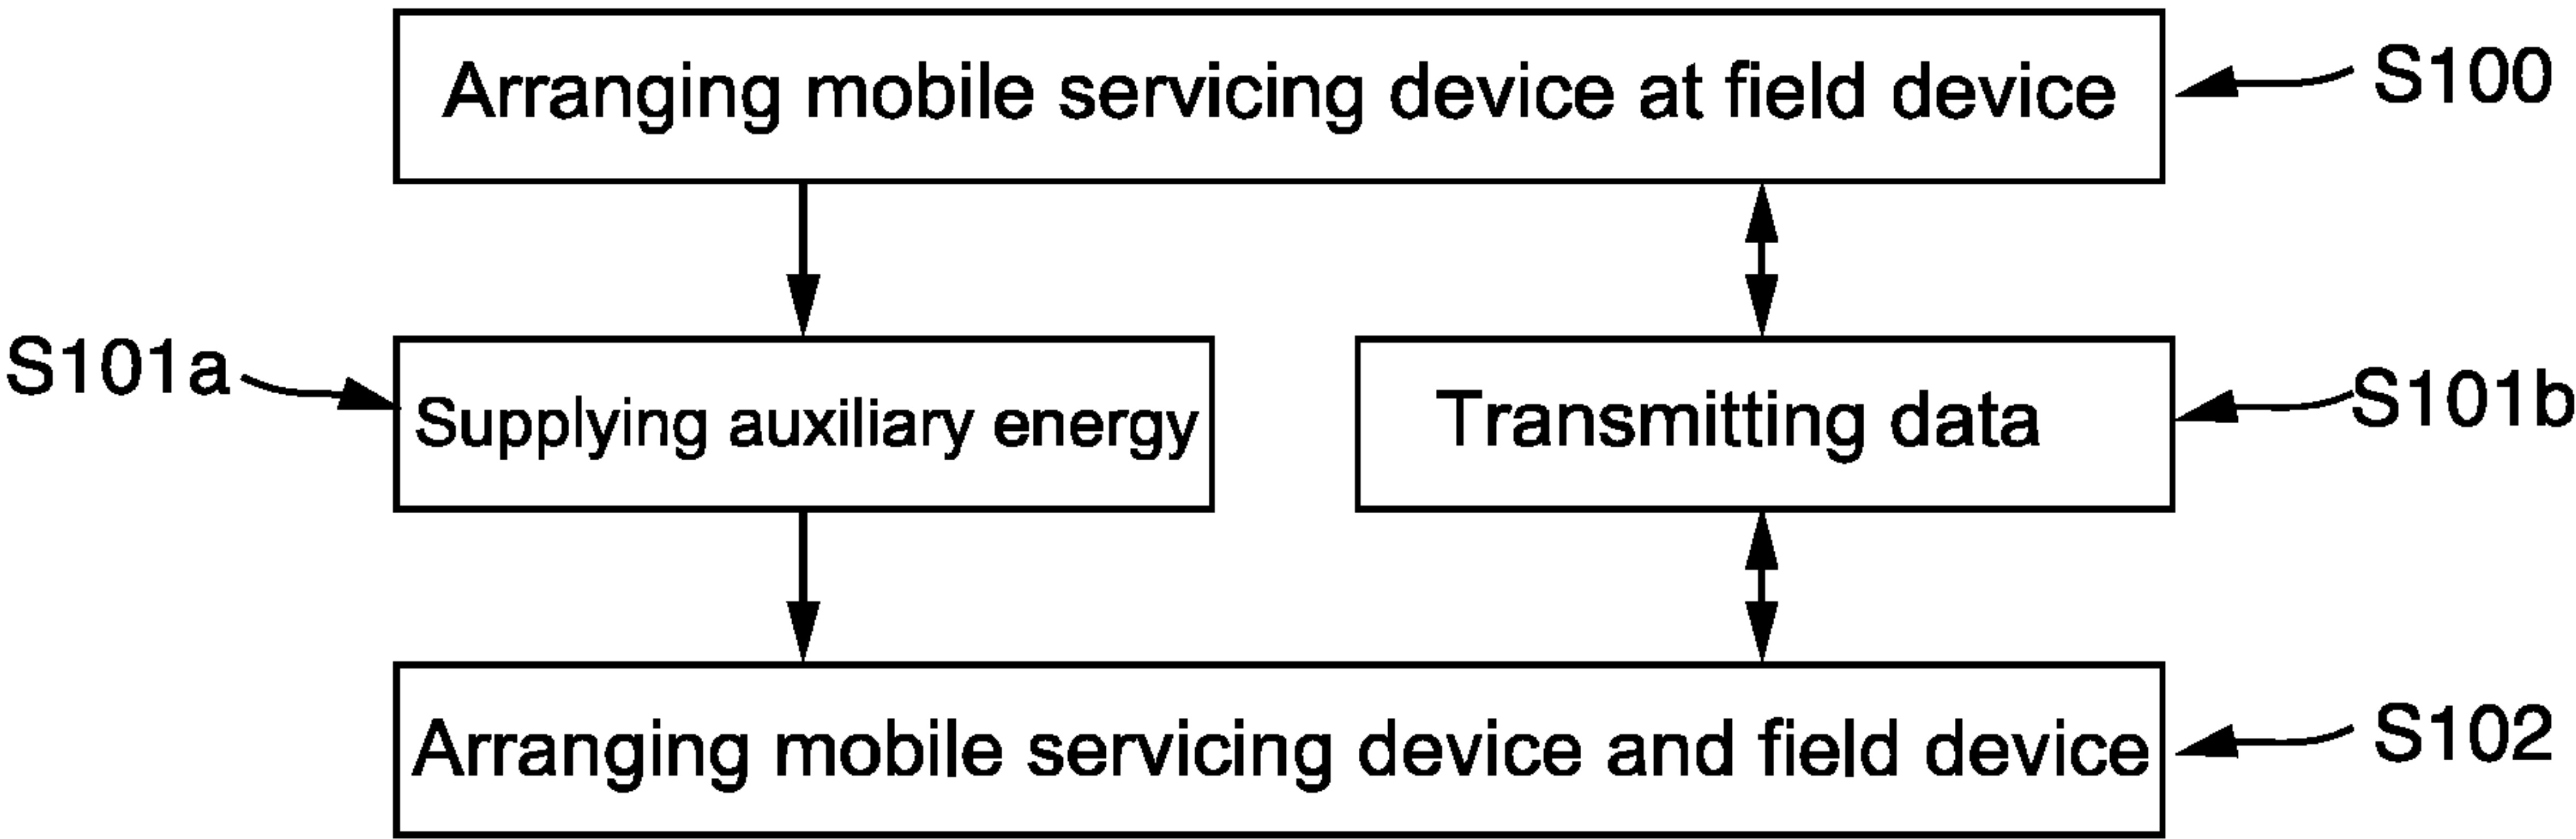 Arranging mobile servicing device at field device
S100
S101a
Supplying auxiliary energy
Transmitting data
S101b
Arranging mobile servicing device and field device
S102